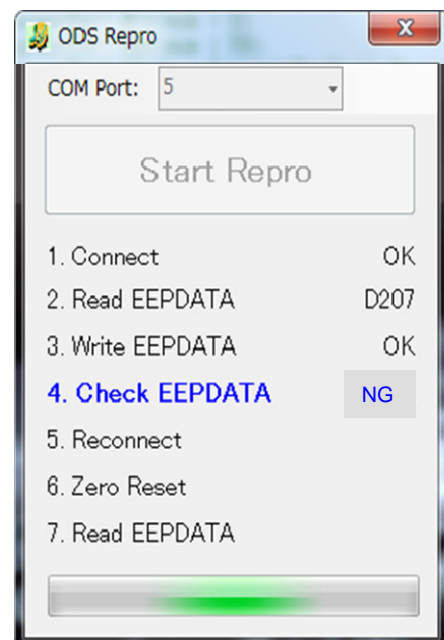 ODS Repro
COM Port: 5
Start Repro
1. Connect OK
2. Read EEPDATA D207
3. Write EEPDATA OK
4. Check EEPDATA NG
5. Reconnect
6. Zero Reset
7. Read EEPDATA